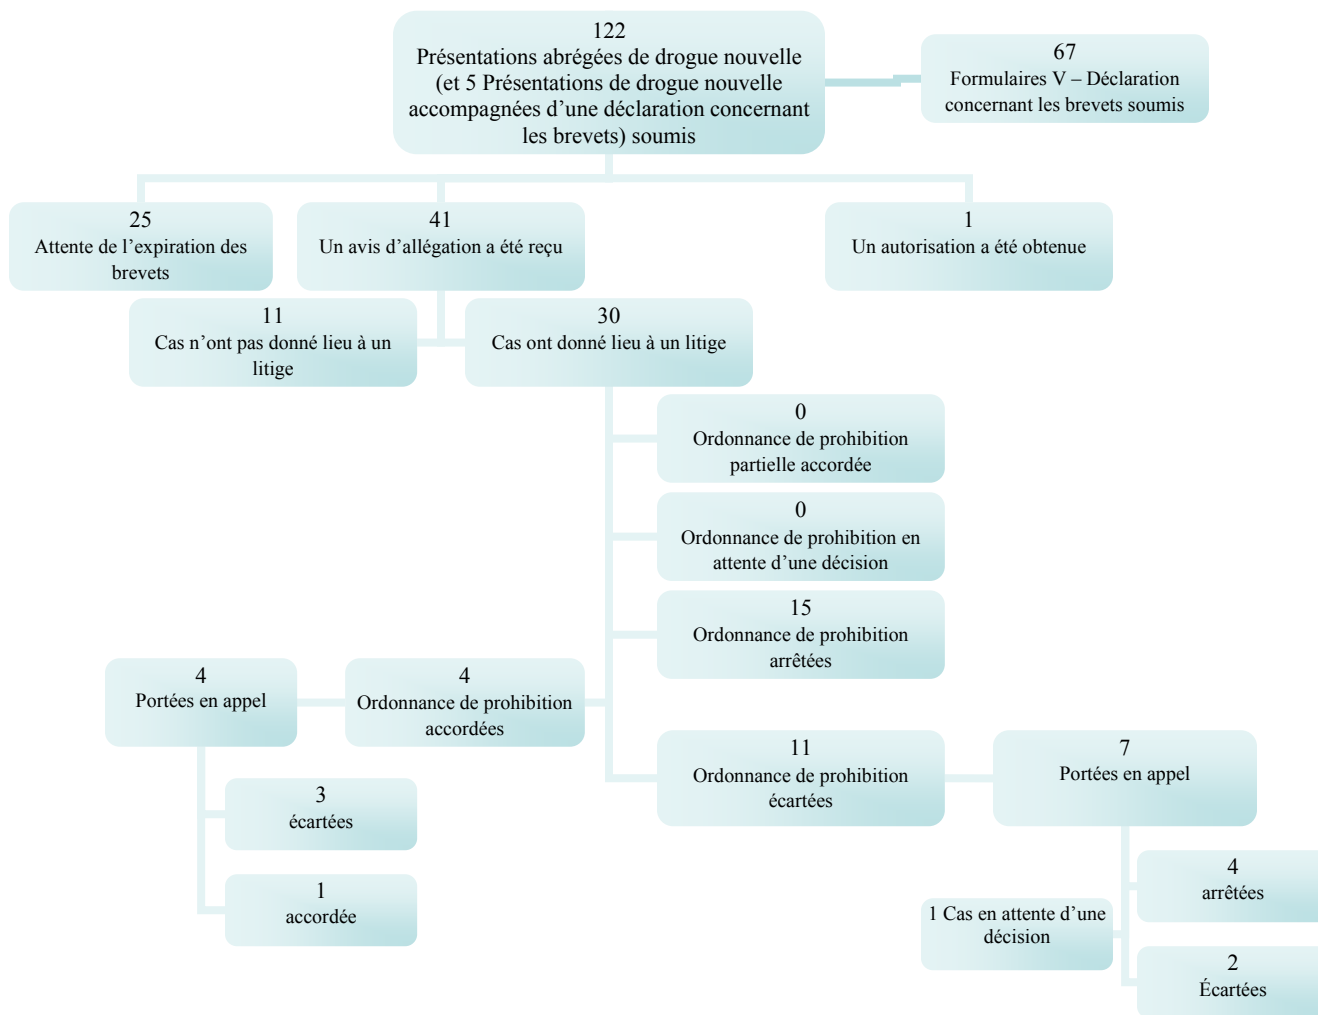 122
Présentations abrégées de drogue nouvelle
(et 5 Présentations de drogue nouvelle
accompagnées d’une déclaration concernant
les brevets) soumis
67
Formulaires V – Déclaration
concernant les brevets soumis
25
Attente de l’expiration des
brevets
41
Un avis d’allégation a été reçu
1
Un autorisation a été obtenue
11
Cas n’ont pas donné lieu à un
litige
30
Cas ont donné lieu à un litige
0
Ordonnance de prohibition
partielle accordée
0
Ordonnance de prohibition en
attente d’une décision
15
Ordonnance de prohibition
arrêtées
4
Portées en appel
4
Ordonnance de prohibition
accordées
3
écartées
1
accordée
11
Ordonnance de prohibition
écartées
7
Portées en appel
4
arrêtées
1 Cas en attente d’une
décision
2
Écartées